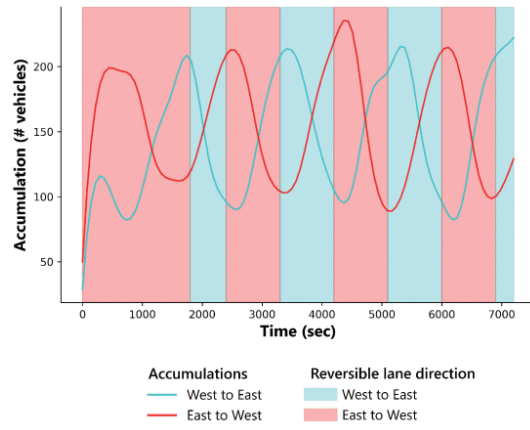 Accumulation (# vehicles)
200
150
100
50
0 1000 2000 3000 4000 5000 6000 7000
Time (sec)
Accumulations Reversible lane direction
West to East West to East
East to West East to West